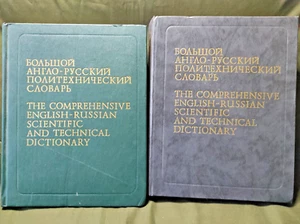 БОЛЬШОЙ
АНГЛО-РУССКИЙ
ПОЛИТЕХНИЧЕСКИЙ
СЛОВАРЬ
THE COMPREHENSIVE
ENGLISH-RUSSIAN
SCIENTIFIC
AND TECHNICAL
DICTIONARY
БОЛЬШОЙ
АНГЛО-РУССКИЙ
ПОЛИТЕХНИЧЕСКИЙ
СЛОВАРЬ
THE COMPREHENSIVE
ENGLISH-RUSSIAN
SCIENTIFIC
AND TECHNICAL
DICTIONARY